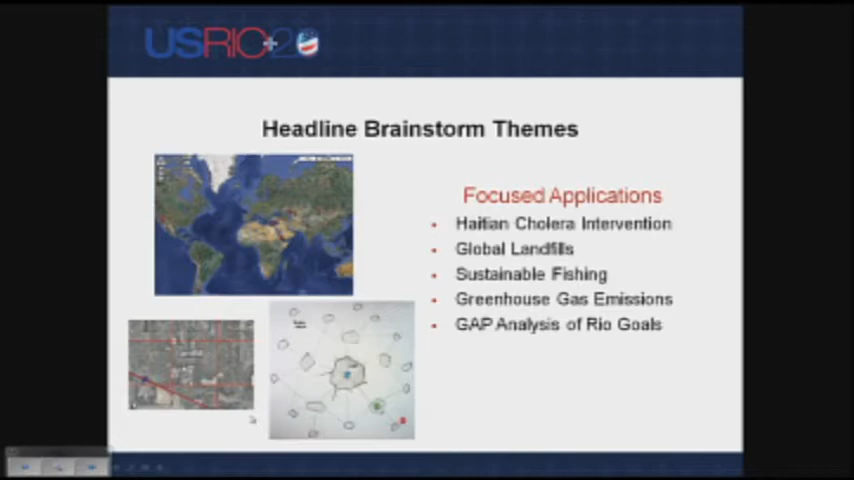 USRIO+20
Headline Brainstorm Themes
Focused Applications
Haitian Cholera Intervention
Global Landfills
Sustainable Fishing
Greenhouse Gas Emissions
GAP Analysis of Rio Goals